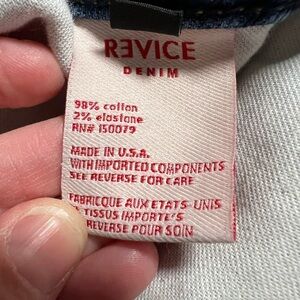 REVICE
DENIM
98% cotton
2% elastane
RN# 150079
MADE IN U.S.A.
WITH IMPORTED COMPONENTS
SEE REVERSE FOR CARE
FABRICQUE AUX ETATS-UNIS
TISSUS IMPORTE'S
REVERSE POUR SOIN